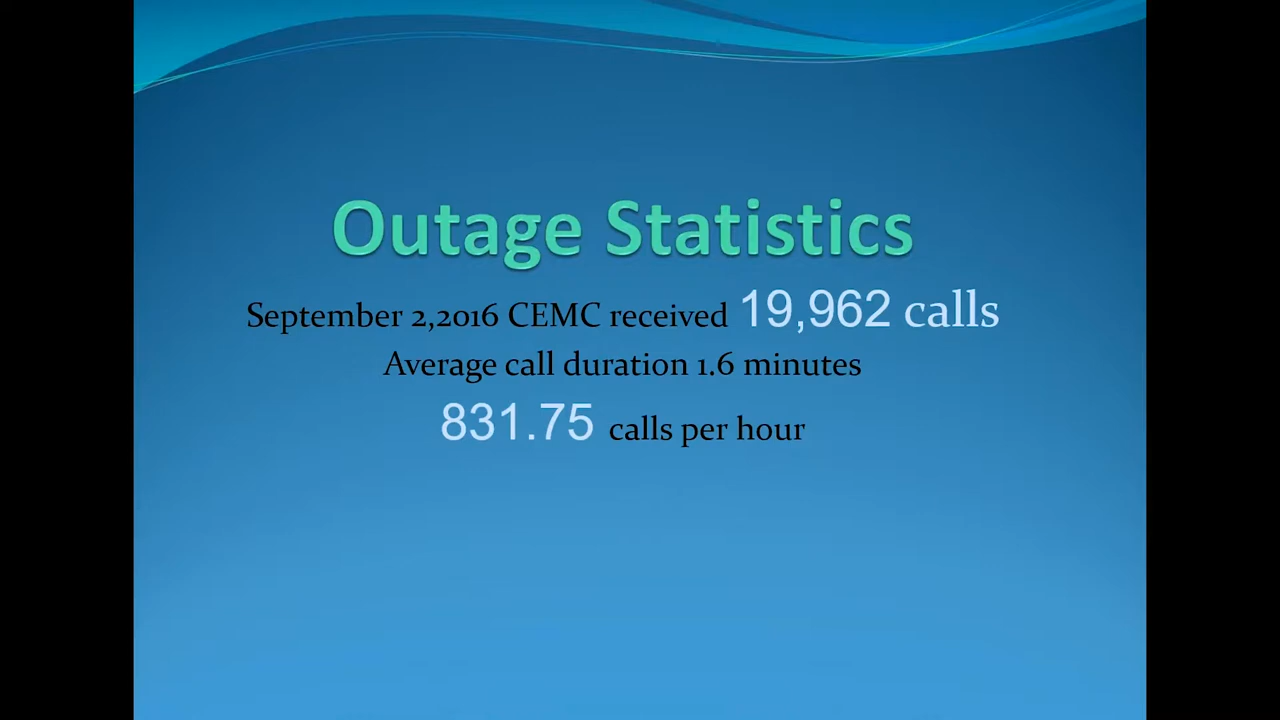 Outage Statistics
September 2,2016 CEMC received 19,962 calls
Average call duration 1.6 minutes
831.75 calls per hour